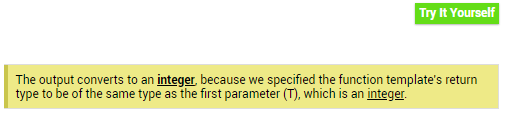 Try It Yourself
The output converts to an integer, because we specified the function template's return
type to be of the same type as the first parameter (T), which is an integer.